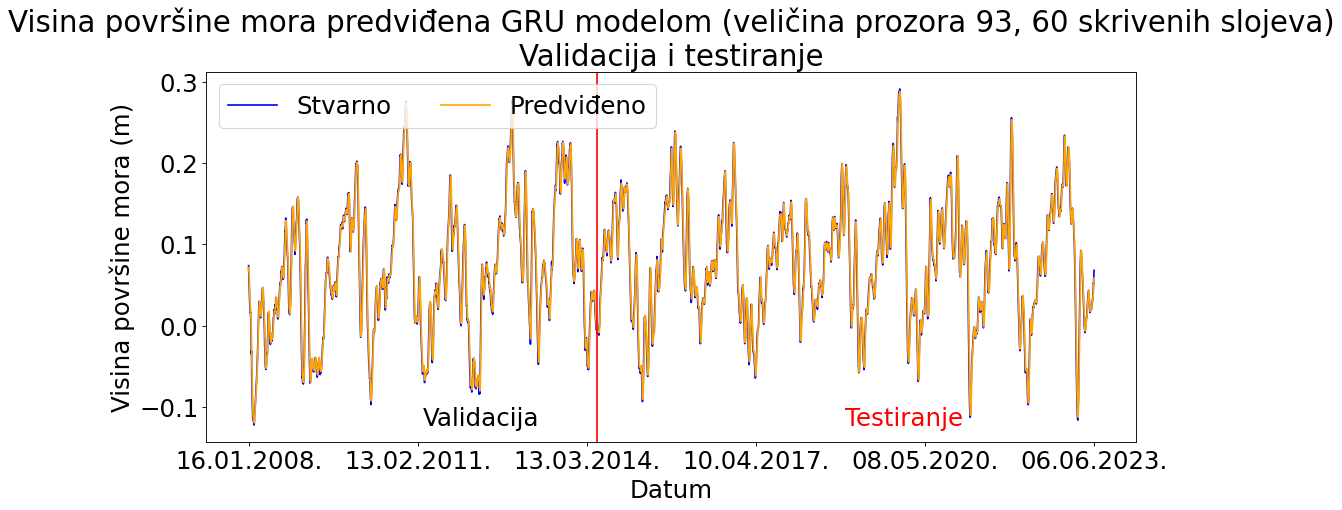 Visina površine mora predviđena GRU modelom (veličina prozora 93, 60 skrivenih slojeva)
Validacija i testiranje
Stvarno Predviđeno
Visina površine mora (m)
0.3
0.2
0.1
0.0
−0.1
Validacija Testiranje
16.01.2008. 13.02.2011. 13.03.2014. 10.04.2017. 08.05.2020. 06.06.2023.
Datum